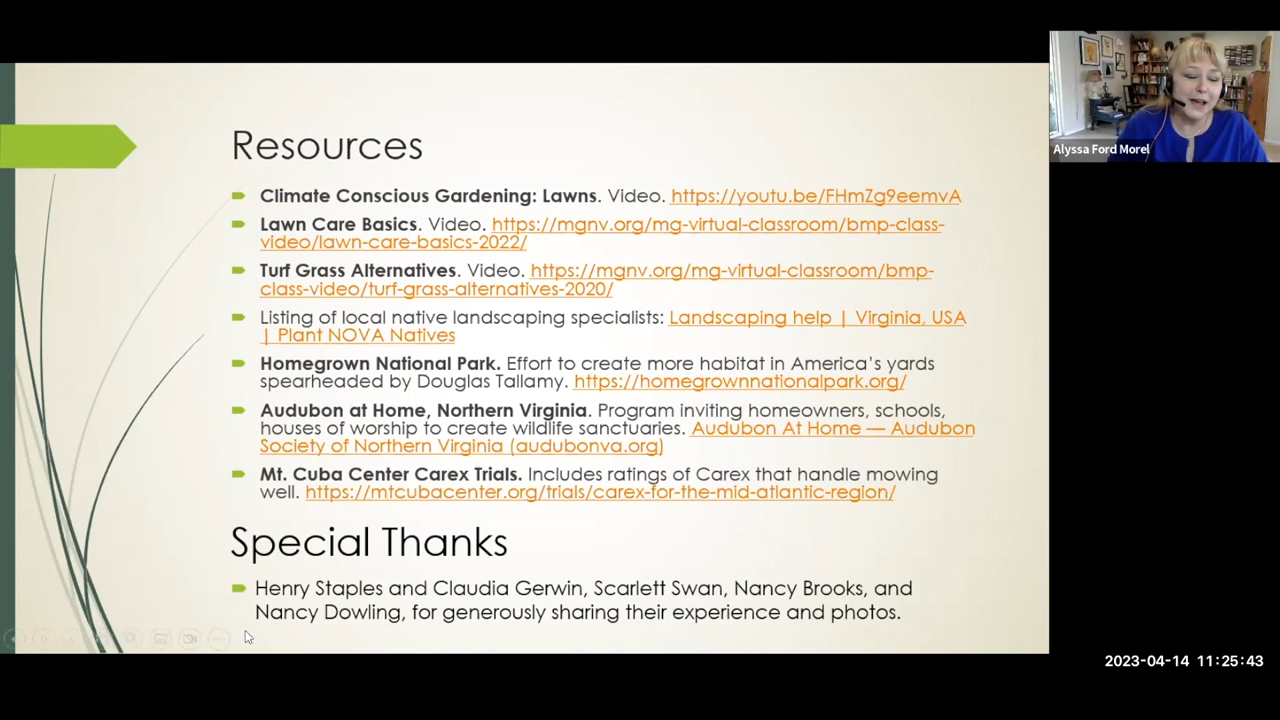 Resources
Climate Conscious Gardening: Lawns. Video. https://youtu.be/FHmZg9eemvA
Lawn Care Basics. Video. https://mgnv.org/mg-virtual-classroom/bmp-class-
video/lawn-care-basics-2022/
Turf Grass Alternatives. Video. https://mgnv.org/mg-virtual-classroom/bmp-
class-video/turf-grass-alternatives-2020/
Listing of local native landscaping specialists: Landscaping help | Virginia, USA
| Plant NOVA Natives
Homegrown National Park. Effort to create more habitat in America’s yards
spearheaded by Douglas Tallamy. https://homegrownnationalpark.org/
Audubon at Home, Northern Virginia. Program inviting homeowners, schools,
houses of worship to create wildlife sanctuaries. Audubon At Home — Audubon
Society of Northern Virginia (audubonva.org)
Mt. Cuba Center Carex Trials. Includes ratings of Carex that handle mowing
well. https://mtcubacenter.org/trials/carex-for-the-mid-atlantic-region/
Special Thanks
Henry Staples and Claudia Gerwin, Scarlett Swan, Nancy Brooks, and
Nancy Dowling, for generously sharing their experience and photos.
Alyssa Ford Morel
2023-04-14 11:25:43